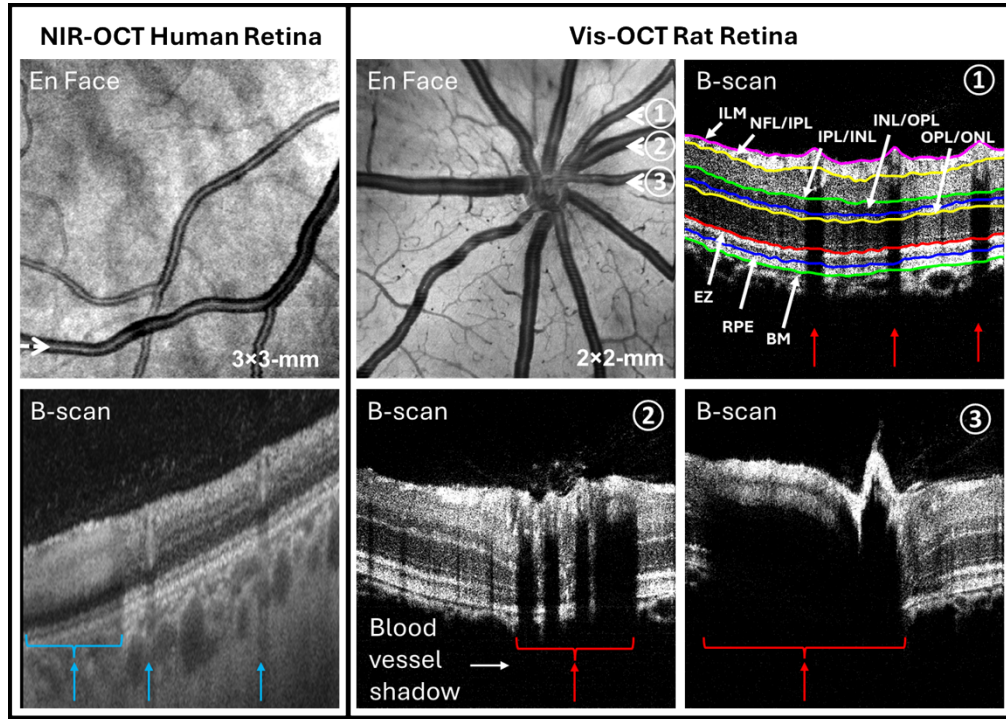 NIR-OCT Human Retina
En Face
3×3-mm
B-scan
Vis-OCT Rat Retina
En Face
①
②
③
2×2-mm
B-scan
①
ILM
NFL/IPL
IPL/INL
INL/OPL
OPL/ONL
EZ
RPE
BM
B-scan
②
Blood
vessel
shadow
B-scan
③